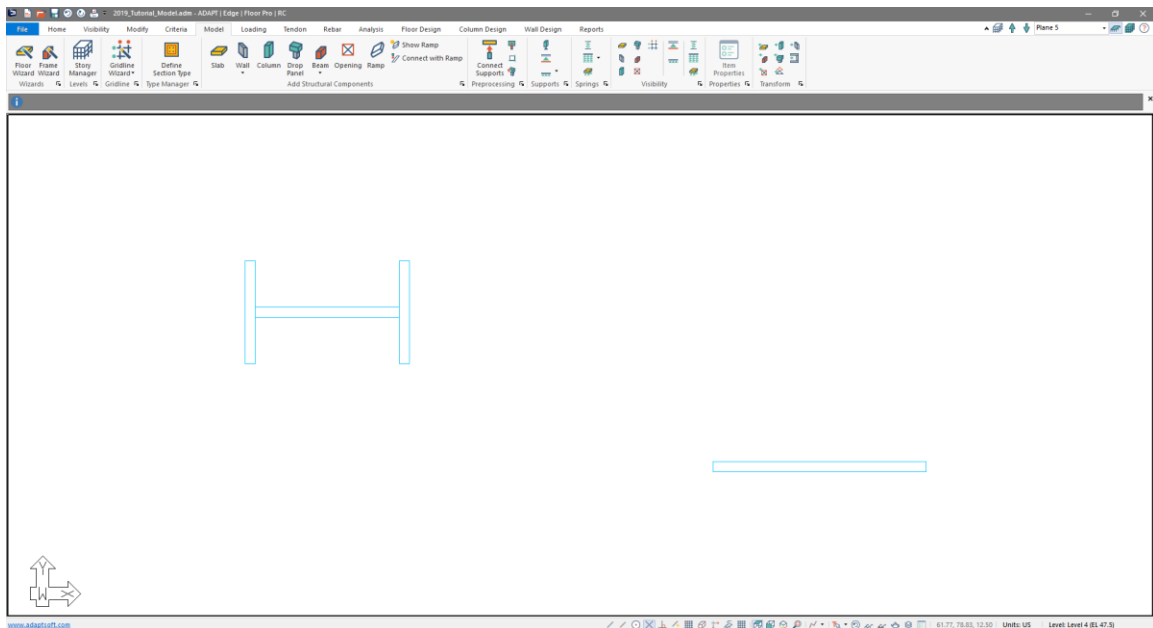 2019_Tutorial_Model.adm - ADAPT | Edge | Floor Pro | RC
File Home Visibility Modify Criteria Model Loading Tendon Rebar Analysis Floor Design Column Design Wall Design Reports Plane 5
Show Ramp
Connect with Ramp
Floor Wizard Frame Wizard Story Manager Gridline Wizard Define Section Type Slab Wall Column Drop Panel Beam Opening Ramp Connect Supports Item Properties
Wizards Levels Gridline Type Manager Add Structural Components Preprocessing Supports Springs Visibility Properties Transform
Y
W X
www.adaptsoft.com 61.77, 78.83, 12.50 Units: US Level: Level 4 (EL 47.5)